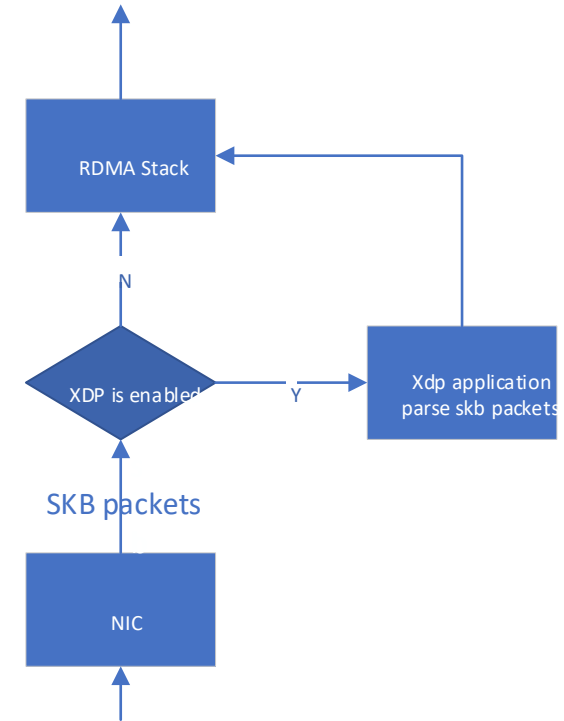 RDMA Stack
N
XDP is enabled
Y
Xdp application
parse skb packets
SKB packets
NIC